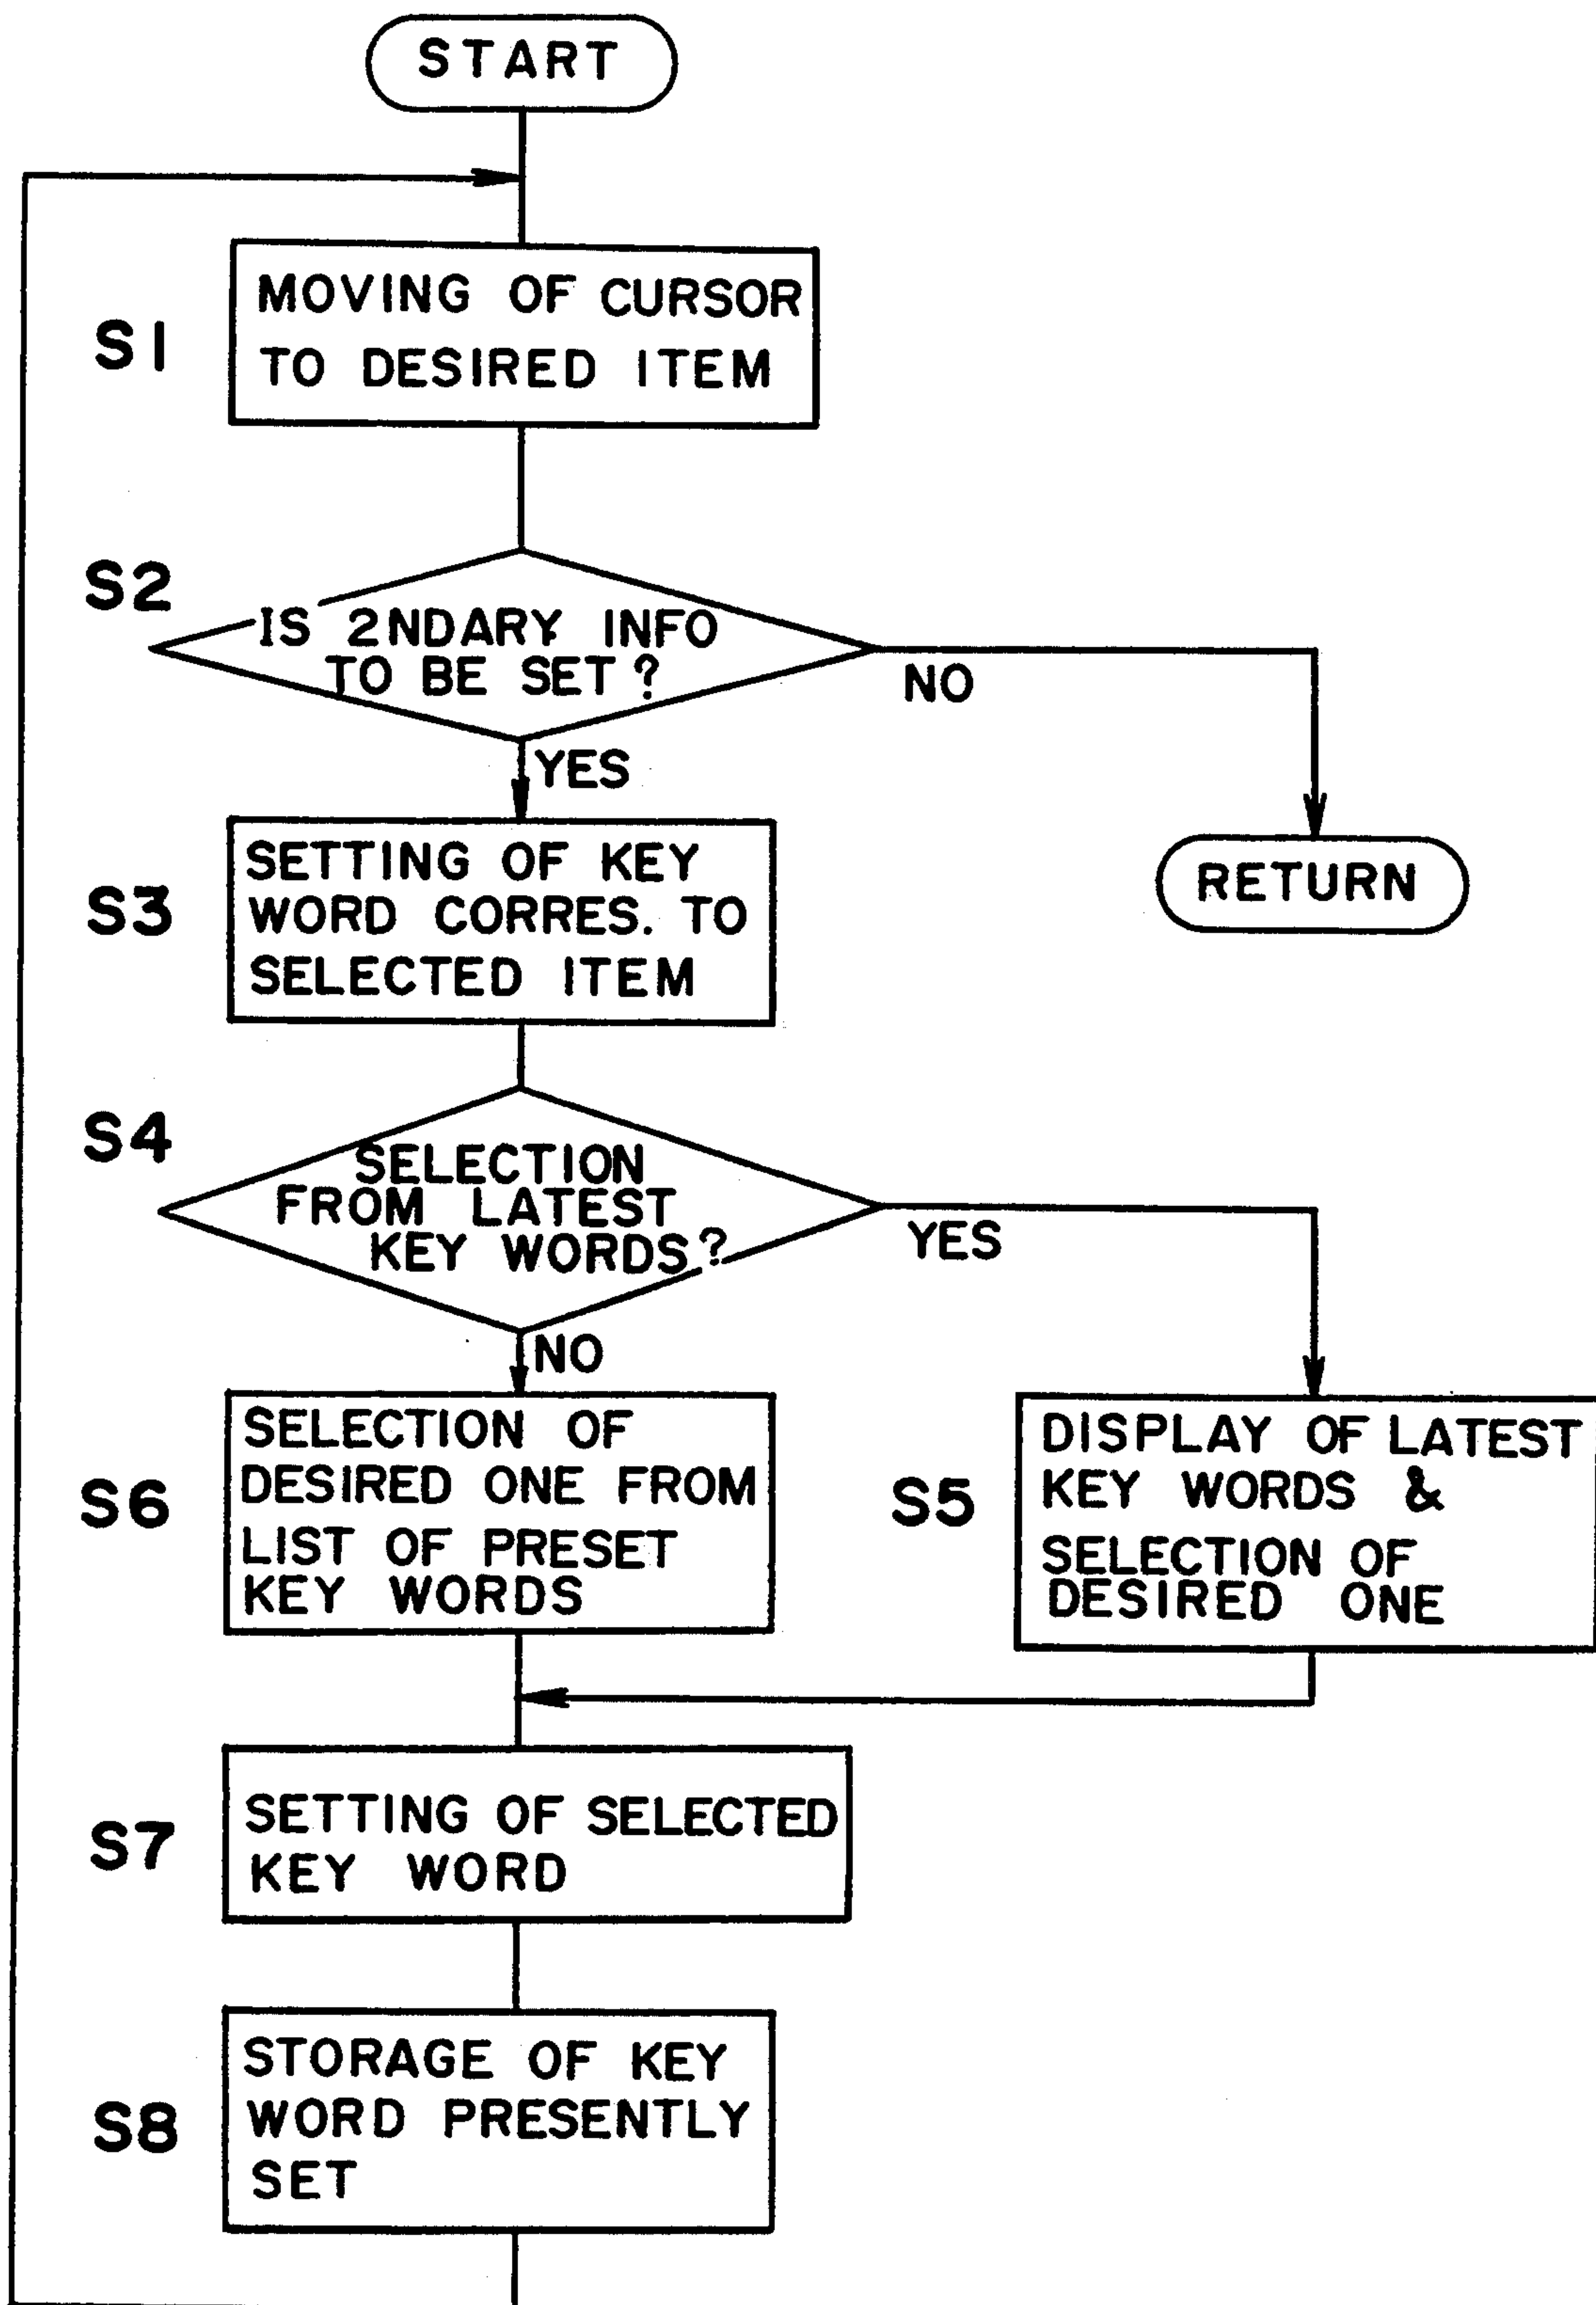 START
S1
MOVING OF CURSOR
TO DESIRED ITEM
S2
IS 2NDARY INFO
TO BE SET?
NO
YES
RETURN
S3
SETTING OF KEY
WORD CORRES. TO
SELECTED ITEM
S4
SELECTION
FROM LATEST
KEY WORDS?
YES
NO
S6
SELECTION OF
DESIRED ONE FROM
LIST OF PRESET
KEY WORDS
S5
DISPLAY OF LATEST
KEY WORDS &
SELECTION OF
DESIRED ONE
S7
SETTING OF SELECTED
KEY WORD
S8
STORAGE OF KEY
WORD PRESENTLY
SET